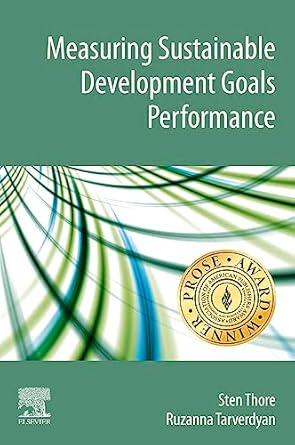 Measuring Sustainable
Development Goals
Performance
PROSE AWARD
WINNER
Sten Thore
Ruzanna Tarverdyan
ELSEVIER